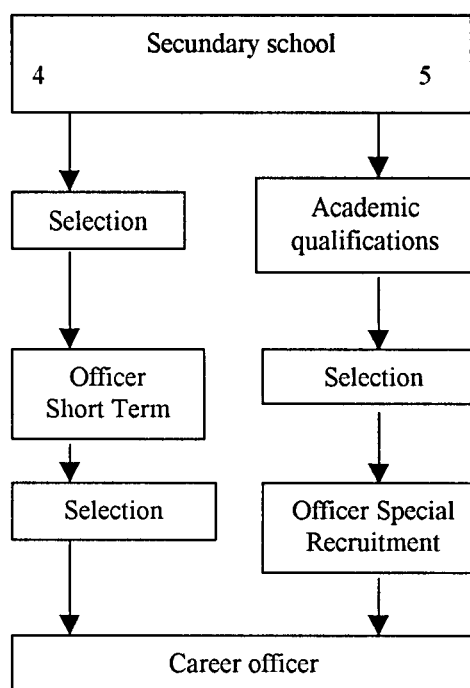 Secundary school
4 5
Selection
Academic
qualifications
Officer
Short Term
Selection
Selection
Officer Special
Recruitment
Career officer